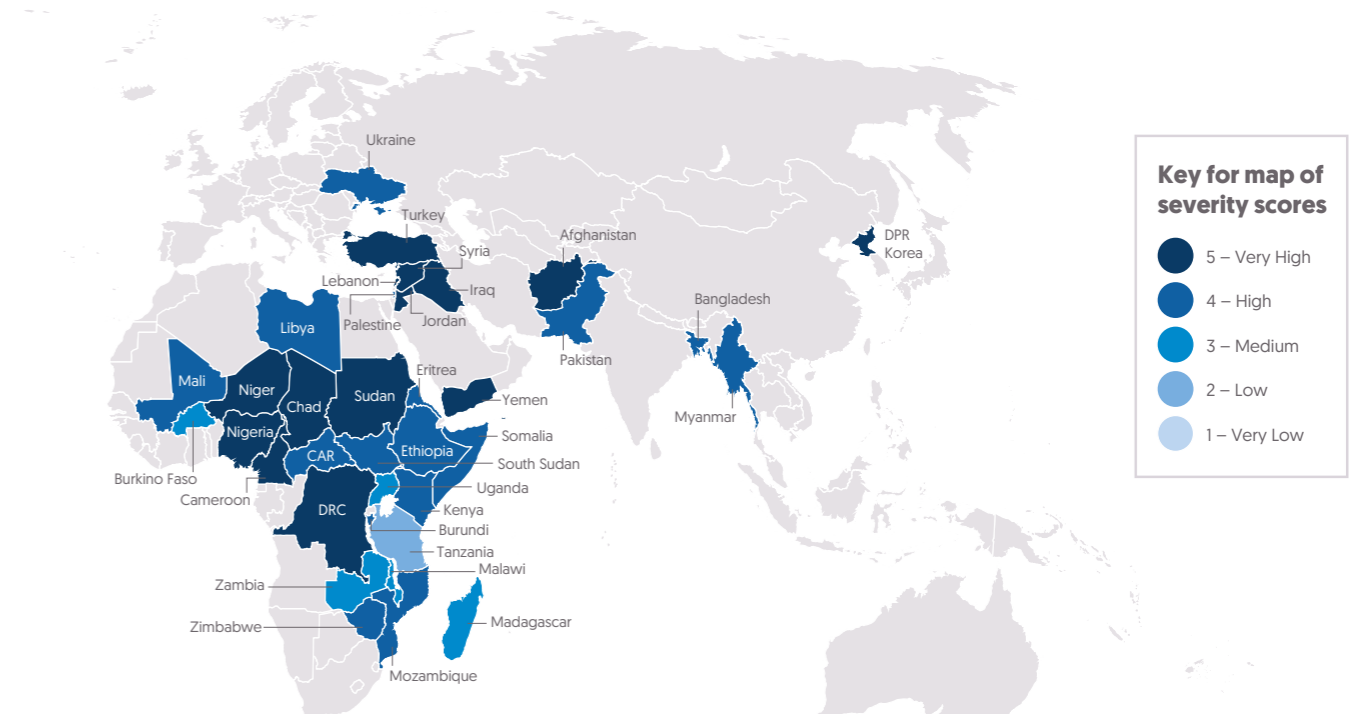 Ukraine
Turkey
Syria
Afghanistan
DPR
Korea
Lebanon
Iraq
Palestine
Jordan
Bangladesh
Libya
Pakistan
Mali
Niger
Chad
Sudan
Eritrea
Yemen
Myanmar
Nigeria
CAR
Ethiopia
Somalia
South Sudan
Burkino Faso
Cameroon
Uganda
DRC
Kenya
Burundi
Tanzania
Malawi
Zambia
Zimbabwe
Madagascar
Mozambique
Key for map of
severity scores
5 – Very High
4 – High
3 – Medium
2 – Low
1 – Very Low